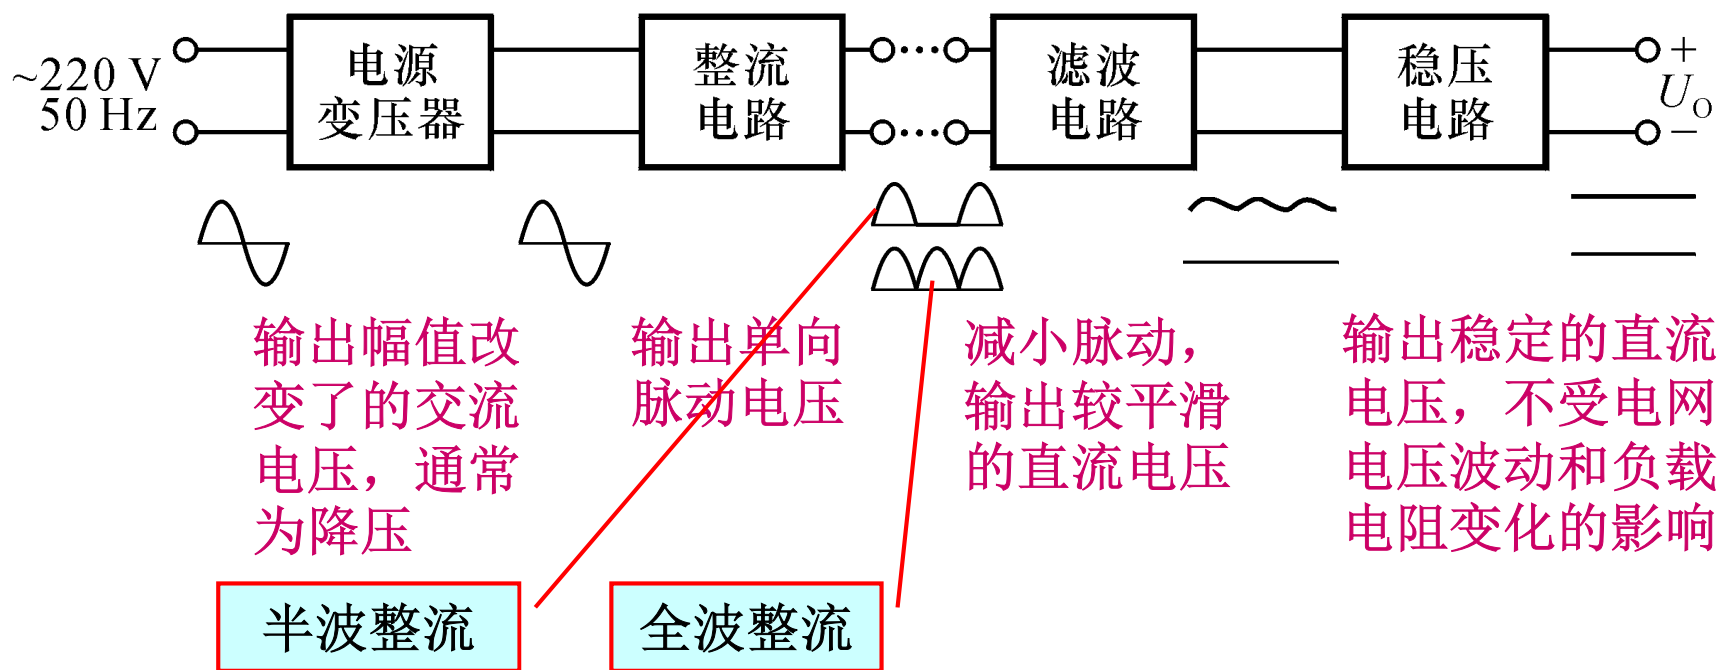 ~220 V
50 Hz
电源
变压器
整流
电路
滤波
电路
稳压
电路
+
U_O
−
输出幅值改
变了的交流
电压，通常
为降压
输出单向
脉动电压
减小脉动，
输出较平滑
的直流电压
输出稳定的直流
电压，不受电网
电压波动和负载
电阻变化的影响
半波整流
全波整流